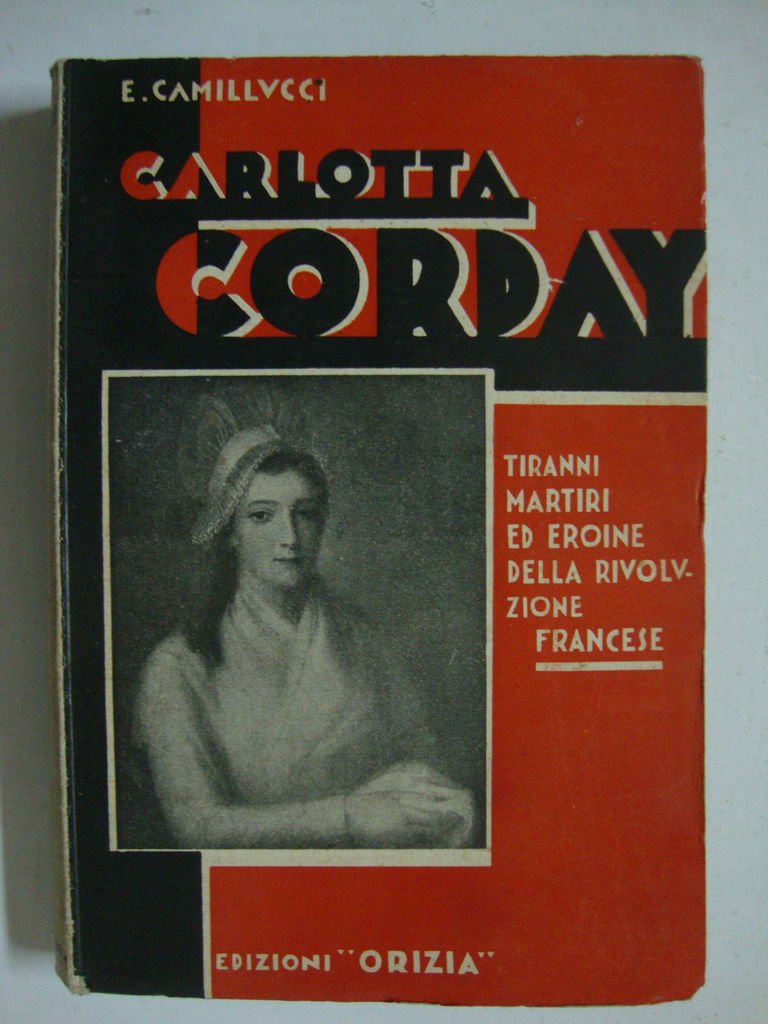 E. CAMILLVCCI
CARLOTTA
CORDAY
TIRANNI
MARTIRI
ED EROINE
DELLA RIVOLV-
ZIONE
FRANCESE
EDIZIONI "ORIZIA"